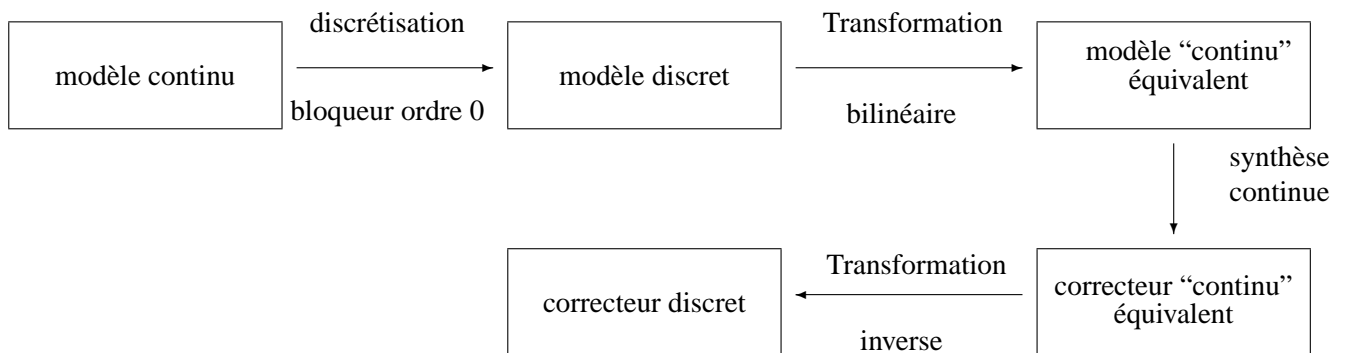 discrétisation
Transformation
modèle continu
modèle discret
modèle “continu”
équivalent
bloqueur ordre 0
bilinéaire
synthèse
continue
Transformation
correcteur discret
correcteur “continu”
équivalent
inverse